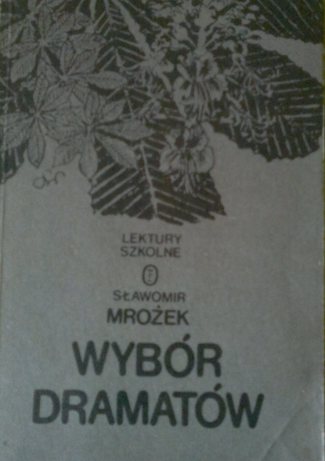 LEKTURY
SZKOLNE
SŁAWOMIR
MROŻEK
WYBÓR
DRAMATÓW